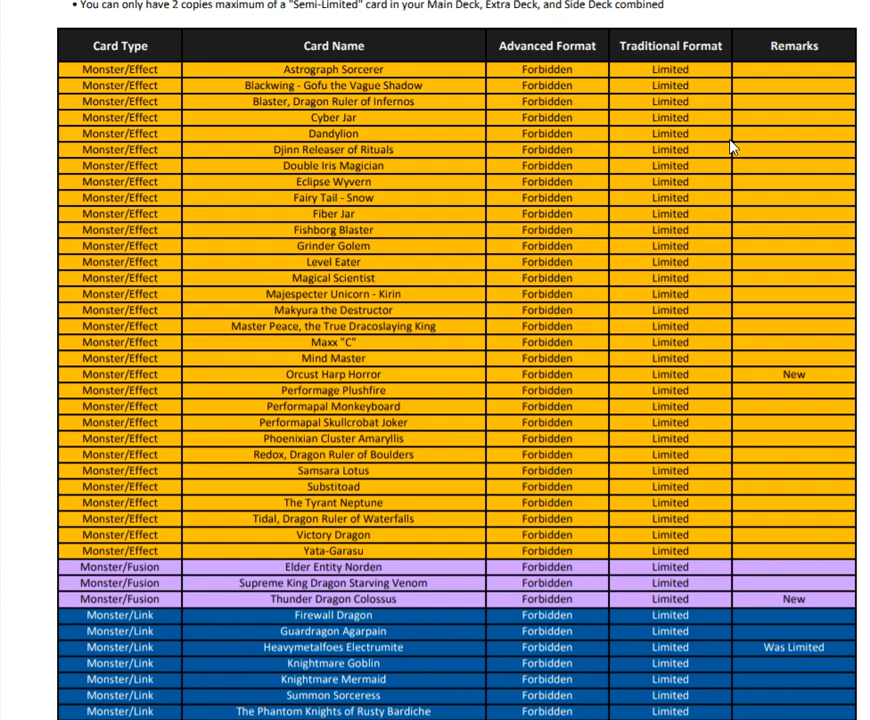 • You can only have 2 copies maximum of a "Semi-Limited" card in your Main Deck, Extra Deck, and Side Deck combined
Card Type Card Name Advanced Format Traditional Format Remarks
Monster/Effect Astrograph Sorcerer Forbidden Limited
Monster/Effect Blackwing - Gofu the Vague Shadow Forbidden Limited
Monster/Effect Blaster, Dragon Ruler of Infernos Forbidden Limited
Monster/Effect Cyber Jar Forbidden Limited
Monster/Effect Dandylion Forbidden Limited
Monster/Effect Djinn Releaser of Rituals Forbidden Limited
Monster/Effect Double Iris Magician Forbidden Limited
Monster/Effect Eclipse Wyvern Forbidden Limited
Monster/Effect Fairy Tail - Snow Forbidden Limited
Monster/Effect Fiber Jar Forbidden Limited
Monster/Effect Fishborg Blaster Forbidden Limited
Monster/Effect Grinder Golem Forbidden Limited
Monster/Effect Level Eater Forbidden Limited
Monster/Effect Magical Scientist Forbidden Limited
Monster/Effect Majespecter Unicorn - Kirin Forbidden Limited
Monster/Effect Makyura the Destructor Forbidden Limited
Monster/Effect Master Peace, the True Dracoslaying King Forbidden Limited
Monster/Effect Maxx "C" Forbidden Limited
Monster/Effect Mind Master Forbidden Limited
Monster/Effect Orcust Harp Horror Forbidden Limited New
Monster/Effect Performage Plushfire Forbidden Limited
Monster/Effect Performapal Monkeyboard Forbidden Limited
Monster/Effect Performapal Skullcrobat Joker Forbidden Limited
Monster/Effect Phoenixian Cluster Amaryllis Forbidden Limited
Monster/Effect Redox, Dragon Ruler of Boulders Forbidden Limited
Monster/Effect Samsara Lotus Forbidden Limited
Monster/Effect Substitoad Forbidden Limited
Monster/Effect The Tyrant Neptune Forbidden Limited
Monster/Effect Tidal, Dragon Ruler of Waterfalls Forbidden Limited
Monster/Effect Victory Dragon Forbidden Limited
Monster/Effect Yata-Garasu Forbidden Limited
Monster/Fusion Elder Entity Norden Forbidden Limited
Monster/Fusion Supreme King Dragon Starving Venom Forbidden Limited
Monster/Fusion Thunder Dragon Colossus Forbidden Limited New
Monster/Link Firewall Dragon Forbidden Limited
Monster/Link Guardragon Agarpain Forbidden Limited
Monster/Link Heavymetalfoes Electrumite Forbidden Limited Was Limited
Monster/Link Knightmare Goblin Forbidden Limited
Monster/Link Knightmare Mermaid Forbidden Limited
Monster/Link Summon Sorceress Forbidden Limited
Monster/Link The Phantom Knights of Rusty Bardiche Forbidden Limited